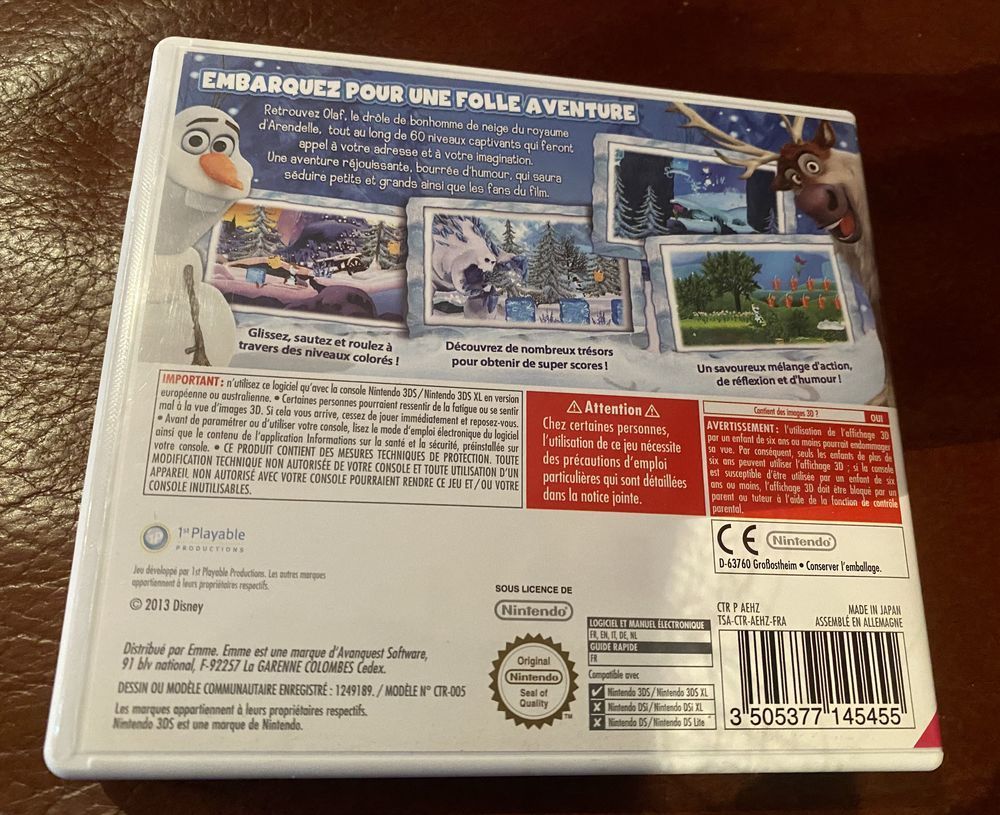 EMBARQUEZ POUR UNE FOLLE AVENTURE
Retrouvez Olaf, le drôle de bonhomme de neige du royaume
d'Arendelle, tout au long de 60 niveaux captivants qui feront
appel à votre adresse et à votre imagination.
Une aventure réjouissante, bourrée d'humour, qui saura
séduire petits et grands ainsi que les fans du film.
Glissez, sautez et roulez à
travers des niveaux colorés !
Découvrez de nombreux trésors
pour obtenir de super scores !
Un savoureux mélange d'action,
de réflexion et d'humour !
IMPORTANT : n'utilisez ce logiciel qu'avec la console Nintendo 3DS / Nintendo 3DS XL en version
européenne ou australienne. • Certaines personnes pourraient ressentir de la fatigue ou se sentir
mal à la vue d'images 3D. Si cela vous arrive, cessez de jouer immédiatement et reposez-vous.
• Avant de paramétrer ou d'utiliser votre console, lisez le mode d'emploi électronique du logiciel
ainsi que le contenu de l'application Informations sur la santé et la sécurité, préinstallée sur
votre console. • CE PRODUIT CONTIENT DES MESURES TECHNIQUES DE PROTECTION. TOUTE
MODIFICATION TECHNIQUE NON AUTORISÉE DE VOTRE CONSOLE ET TOUTE UTILISATION D'UN
APPAREIL NON AUTORISÉ AVEC VOTRE CONSOLE POURRAIENT RENDRE CE JEU ET / OU VOTRE
CONSOLE INUTILISABLES.
Attention
Chez certaines personnes,
l'utilisation de ce jeu nécessite
des précautions d'emploi
particulières qui sont détaillées
dans la notice jointe.
Contient des images 3D ? OUI
AVERTISSEMENT : l'utilisation de l'affichage 3D
par un enfant de six ans ou moins pourrait endommager
sa vue. Par conséquent, seuls les enfants de plus de
six ans peuvent utiliser l'affichage 3D ; si la console
est susceptible d'être utilisée par un enfant de six
ans ou moins, l'affichage 3D doit être bloqué par un
parent ou tuteur à l'aide de la fonction de contrôle
parental.
CE Nintendo
D-63760 Großostheim • Conserver l'emballage.
1st Playable
PRODUCTIONS
Jeu développé par 1st Playable Productions. Les autres marques
appartiennent à leurs propriétaires respectifs.
© 2013 Disney
Distribué par Emme. Emme est une marque d'Avanquest Software,
91 blv national, F-92257 La GARENNE COLOMBES Cedex.
DESSIN OU MODÈLE COMMUNAUTAIRE ENREGISTRÉ : 1249189. / MODÈLE N° CTR-005
Les marques appartiennent à leurs propriétaires respectifs.
Nintendo 3DS est une marque de Nintendo.
SOUS LICENCE DE
Nintendo
Original
Nintendo
Seal of
Quality
TM
LOGICIEL ET MANUEL ÉLECTRONIQUE
FR, EN, IT, DE, NL
GUIDE RAPIDE
FR
Compatible avec
Nintendo 3DS / Nintendo 3DS XL
Nintendo DSi / Nintendo DSi XL
Nintendo DS / Nintendo DS Lite
CTR P AEHZ
TSA-CTR-AEHZ-FRA
MADE IN JAPAN
ASSEMBLÉ EN ALLEMAGNE
3 505377 145455